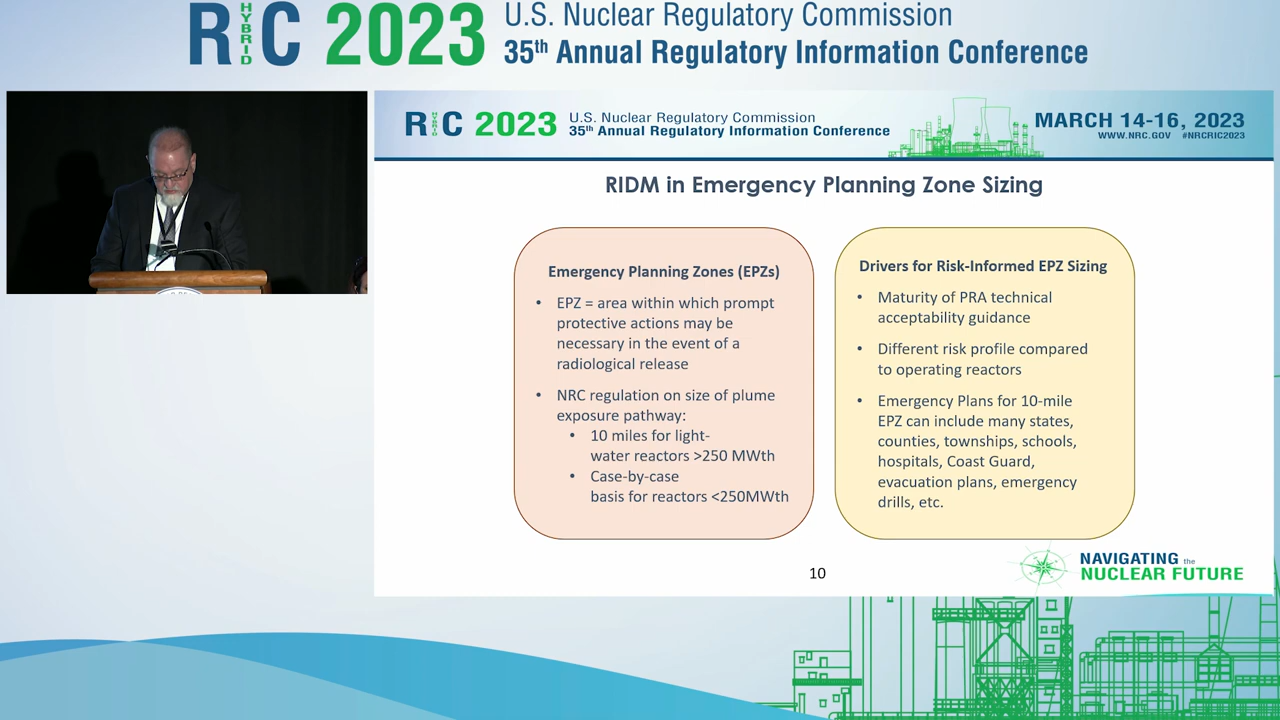 RIC 2023
HYBRID
U.S. Nuclear Regulatory Commission
35th Annual Regulatory Information Conference
RIC 2023
HYBRID
U.S. Nuclear Regulatory Commission
35th Annual Regulatory Information Conference
MARCH 14-16, 2023
WWW.NRC.GOV #NRCRIC2023
RIDM in Emergency Planning Zone Sizing
Emergency Planning Zones (EPZs)
• EPZ = area within which prompt
protective actions may be
necessary in the event of a
radiological release
• NRC regulation on size of plume
exposure pathway:
• 10 miles for light-
water reactors >250 MWth
• Case-by-case
basis for reactors <250MWth
Drivers for Risk-Informed EPZ Sizing
• Maturity of PRA technical
acceptability guidance
• Different risk profile compared
to operating reactors
• Emergency Plans for 10-mile
EPZ can include many states,
counties, townships, schools,
hospitals, Coast Guard,
evacuation plans, emergency
drills, etc.
10
NAVIGATING the
NUCLEAR FUTURE